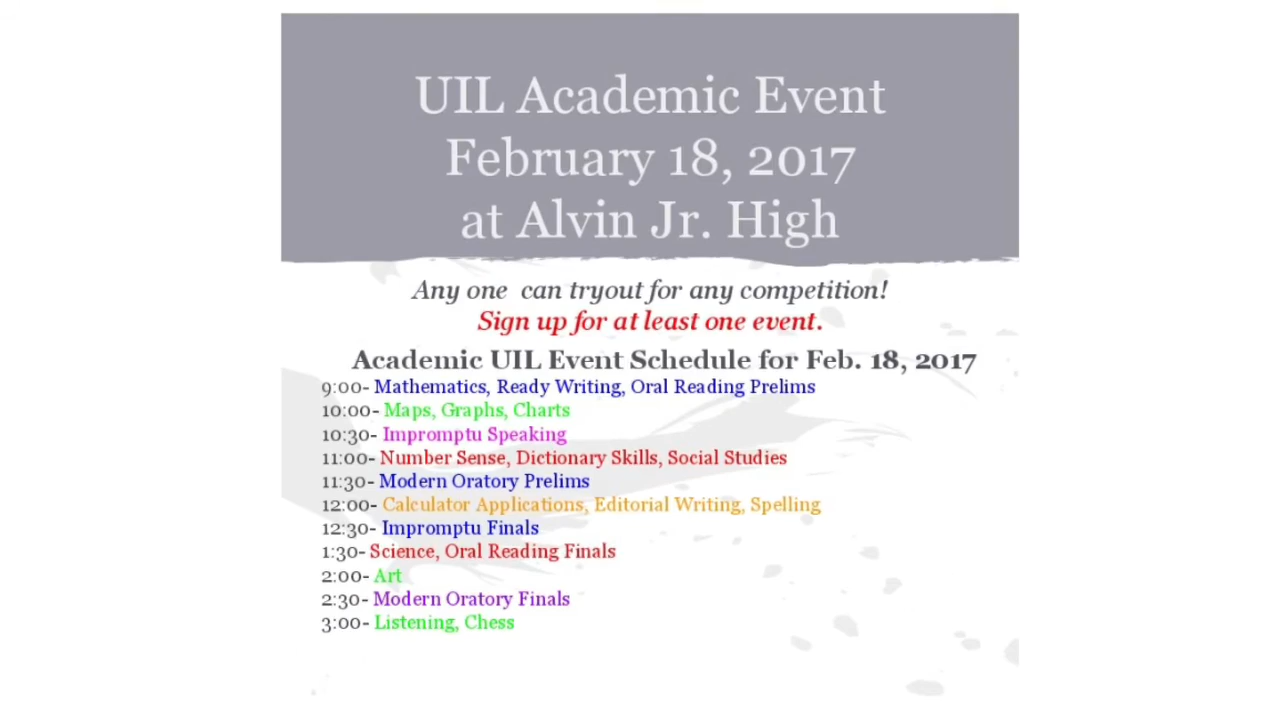 UIL Academic Event
February 18, 2017
at Alvin Jr. High
Any one can tryout for any competition!
Sign up for at least one event.
Academic UIL Event Schedule for Feb. 18, 2017
9:00- Mathematics, Ready Writing, Oral Reading Prelims
10:00- Maps, Graphs, Charts
10:30- Impromptu Speaking
11:00- Number Sense, Dictionary Skills, Social Studies
11:30- Modern Oratory Prelims
12:00- Calculator Applications, Editorial Writing, Spelling
12:30- Impromptu Finals
1:30- Science, Oral Reading Finals
2:00- Art
2:30- Modern Oratory Finals
3:00- Listening, Chess